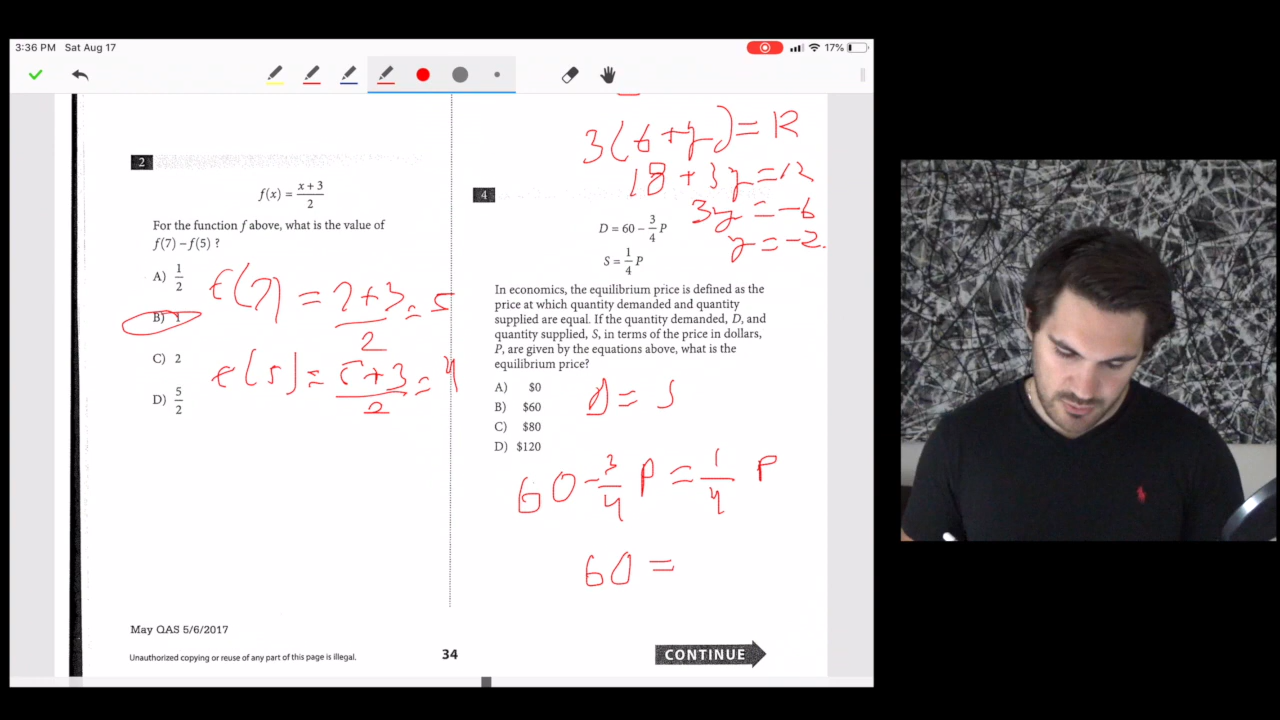 3:36 PM Sat Aug 17
17%
2
f(x) = x + 3 / 2
For the function f above, what is the value of
f(7) – f(5) ?
A) 1/2
B) 1
C) 2
D) 5/2
f(7) = 7+3 / 2 = 5
f(5) = 5+3 / 2 = 4
May QAS 5/6/2017
Unauthorized copying or reuse of any part of this page is illegal.
34
3(6+y) = 12
18 + 3y = 12
3y = -6
y = -2.
4
D = 60 – 3/4 P
S = 1/4 P
In economics, the equilibrium price is defined as the
price at which quantity demanded and quantity
supplied are equal. If the quantity demanded, D, and
quantity supplied, S, in terms of the price in dollars,
P, are given by the equations above, what is the
equilibrium price?
A) $0
B) $60
C) $80
D) $120
D = S
60 - 3/4 P = 1/4 P
60 =
CONTINUE